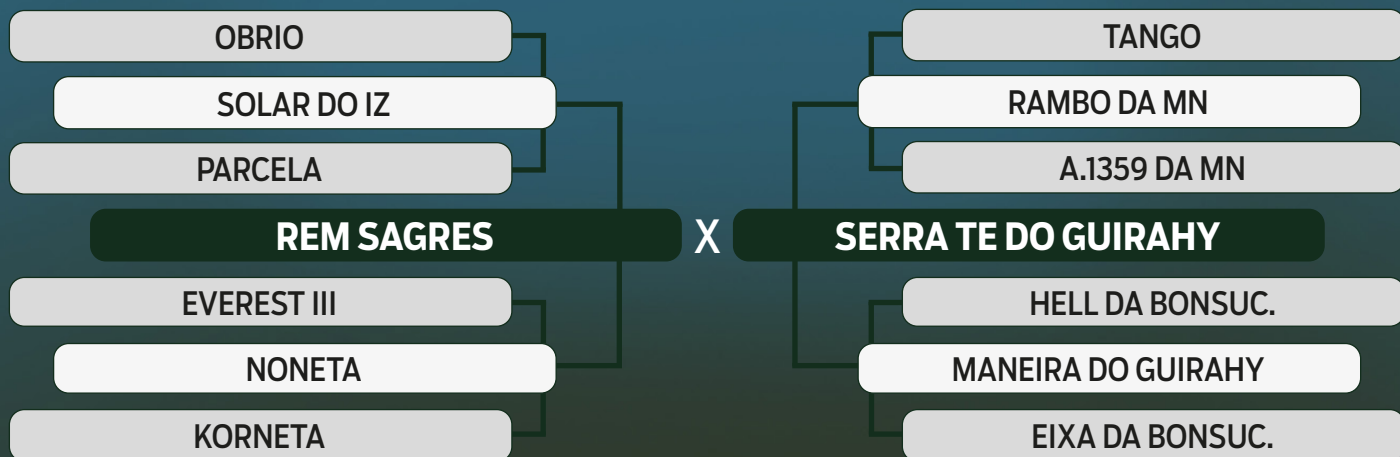 OBRIO
SOLAR DO IZ
PARCELA
REM SAGRES
EVEREST III
NONETA
KORNETA
X
TANGO
RAMBO DA MN
A.1359 DA MN
SERRA TE DO GUIRAHY
HELL DA BONSUC.
MANEIRA DO GUIRAHY
EIXA DA BONSUC.